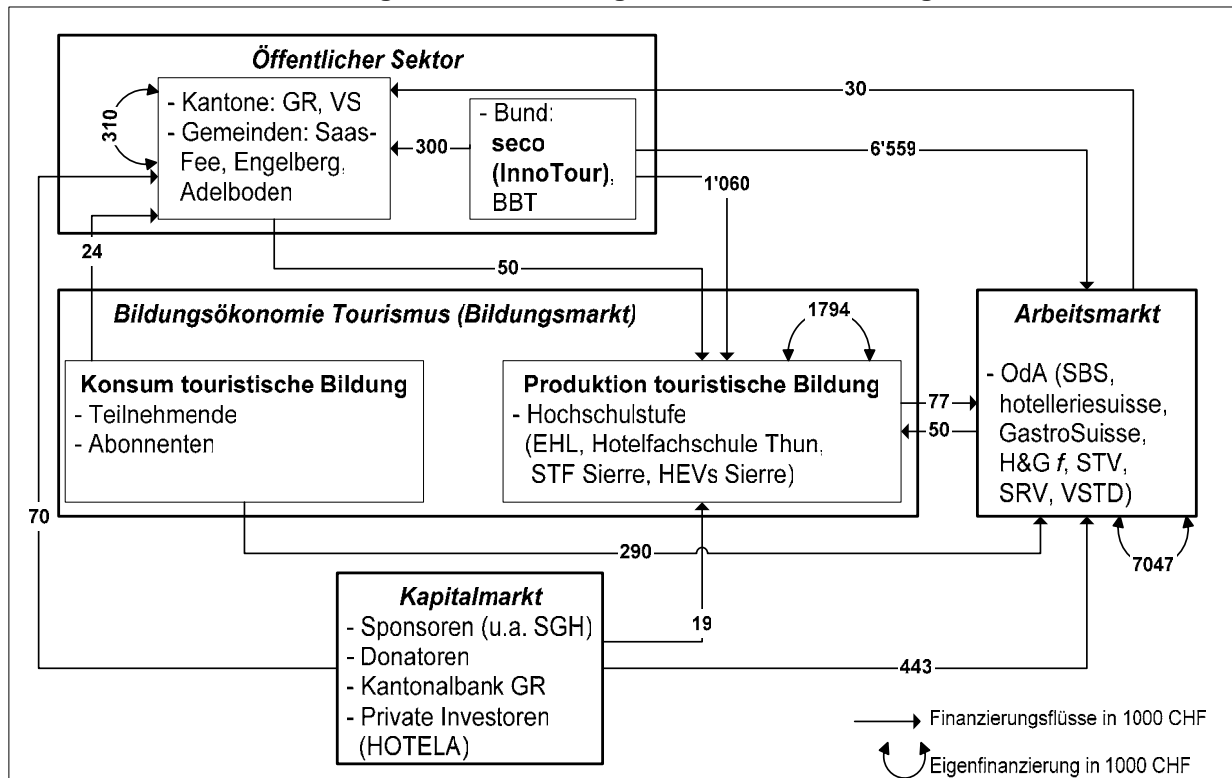 Öffentlicher Sektor
310
- Kantone: GR, VS
- Gemeinden: Saas-
Fee, Engelberg,
Adelboden
300
- Bund:
seco
(InnoTour),
BBT
30
6'559
1'060
24
50
Bildungsökonomie Tourismus (Bildungsmarkt)
1794
Konsum touristische Bildung
- Teilnehmende
- Abonnenten
Produktion touristische Bildung
- Hochschulstufe
(EHL, Hotelfachschule Thun,
STF Sierre, HEVs Sierre)
77
50
Arbeitsmarkt
- OdA (SBS,
hotelleriesuisse,
GastroSuisse,
H&G f, STV,
SRV, VSTD)
70
290
7047
Kapitalmarkt
- Sponsoren (u.a. SGH)
- Donatoren
- Kantonalbank GR
- Private Investoren
(HOTELA)
19
443
Finanzierungsflüsse in 1000 CHF
Eigenfinanzierung in 1000 CHF